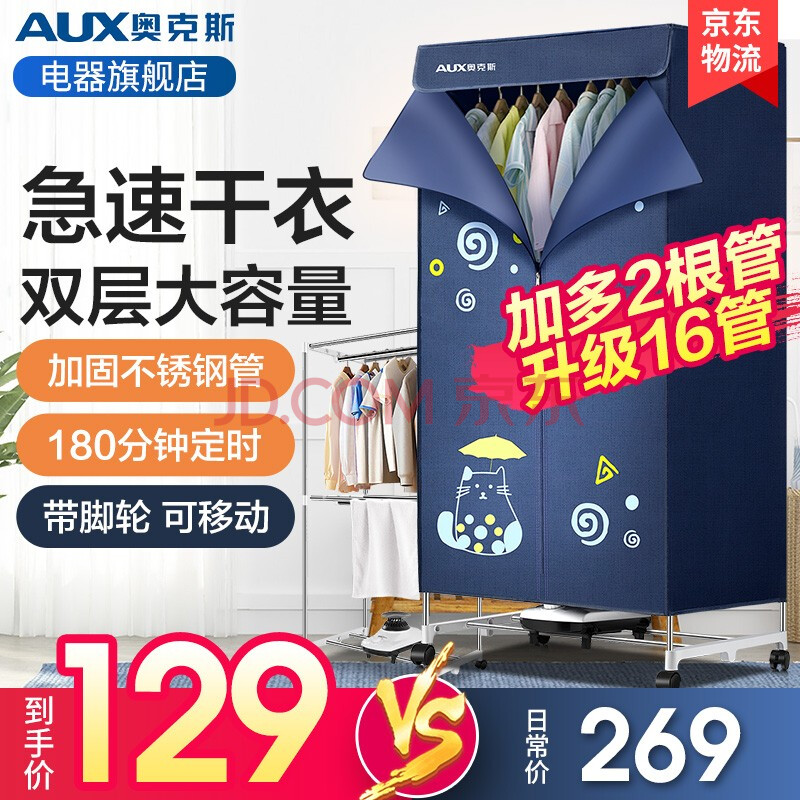 AUX奥克斯
电器旗舰店
京东
物流
AUX奥克斯
急速干衣
双层大容量
加多2根管
升级16管
加固不锈钢管
JD.COM 京东
180分钟定时
带脚轮 可移动
到手价
129
VS
日常价
269